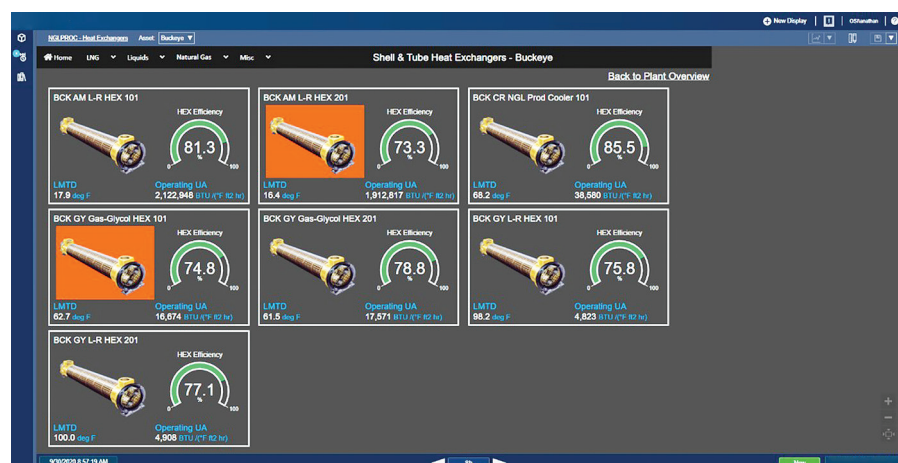 New Display
NGLPROC - Heat Exchangers Asset Buckeye
Home LNG Liquids Natural Gas Misc Shell & Tube Heat Exchangers - Buckeye
Back to Plant Overview
BCK AM L-R HEX 101
HEX Efficiency
81.3
%
0 100
LMTD Operating UA
17.9 deg F 2,122,948 BTU /(°F ft2 hr)
BCK AM L-R HEX 201
HEX Efficiency
73.3
%
0 100
LMTD Operating UA
16.4 deg F 1,912,817 BTU /(°F ft2 hr)
BCK CR NGL Prod Cooler 101
HEX Efficiency
85.5
%
0 100
LMTD Operating UA
68.2 deg F 38,580 BTU /(°F ft2 hr)
BCK GY Gas-Glycol HEX 101
HEX Efficiency
74.8
%
0 100
LMTD Operating UA
62.7 deg F 16,674 BTU /(°F ft2 hr)
BCK GY Gas-Glycol HEX 201
HEX Efficiency
78.8
%
0 100
LMTD Operating UA
61.5 deg F 17,571 BTU /(°F ft2 hr)
BCK GY L-R HEX 101
HEX Efficiency
75.8
%
0 100
LMTD Operating UA
98.2 deg F 4,823 BTU /(°F ft2 hr)
BCK GY L-R HEX 201
HEX Efficiency
77.1
%
0 100
LMTD Operating UA
100.0 deg F 4,908 BTU /(°F ft2 hr)
9/30/2020 8:57:19 AM 8h Now